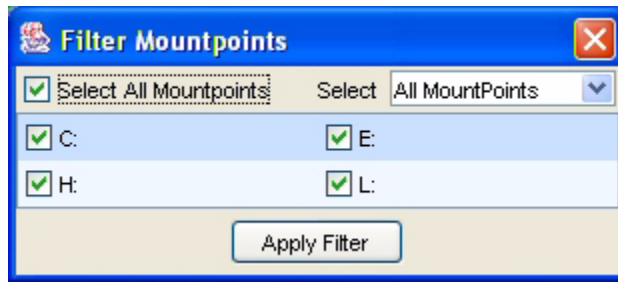 Filter Mountpoints
Select All Mountpoints Select All MountPoints
C: E:
H: L:
Apply Filter